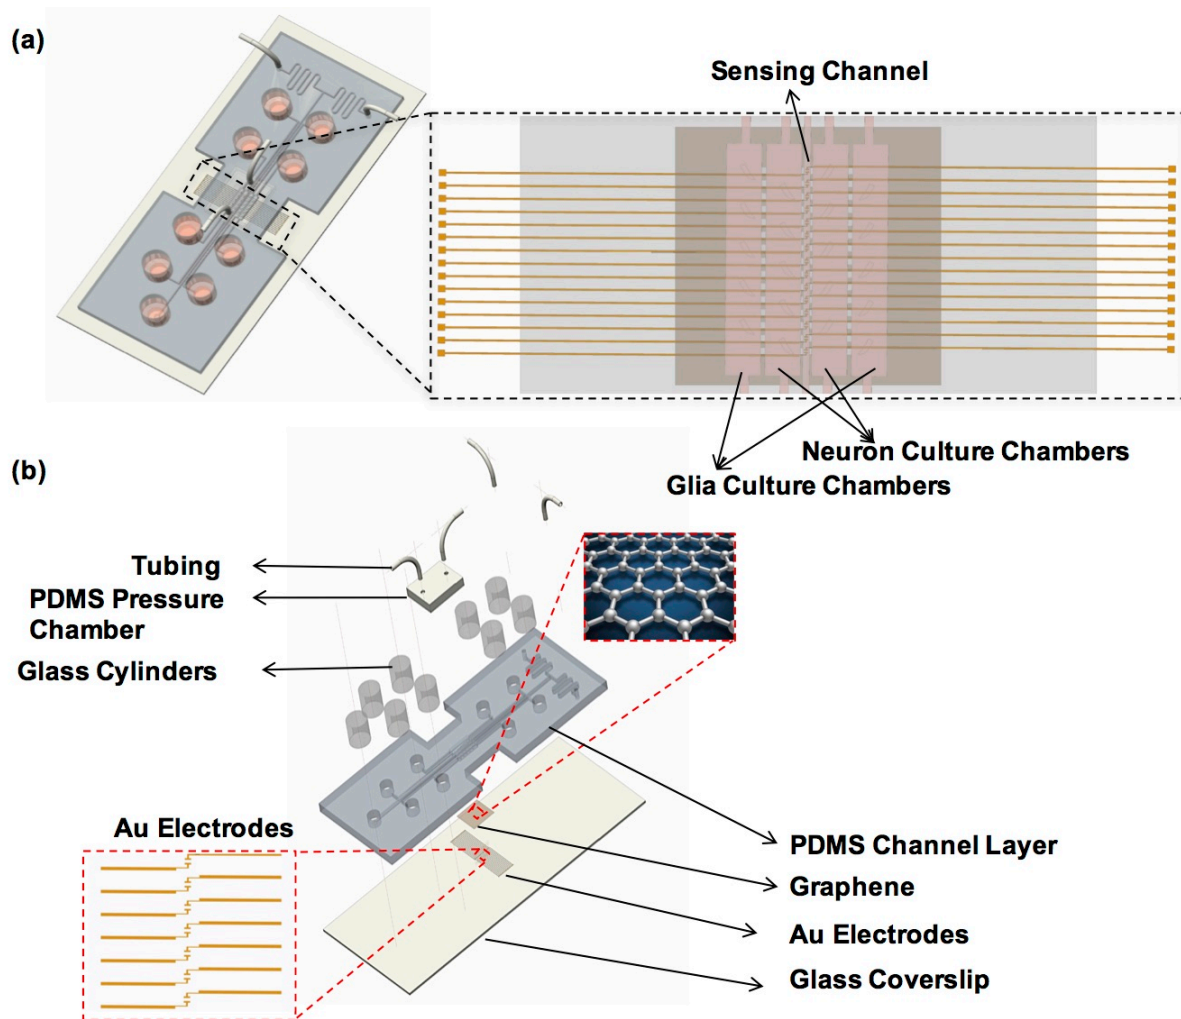 (a)
Sensing Channel
Neuron Culture Chambers
Glia Culture Chambers
(b)
Tubing
PDMS Pressure
Chamber
Glass Cylinders
Au Electrodes
PDMS Channel Layer
Graphene
Au Electrodes
Glass Coverslip